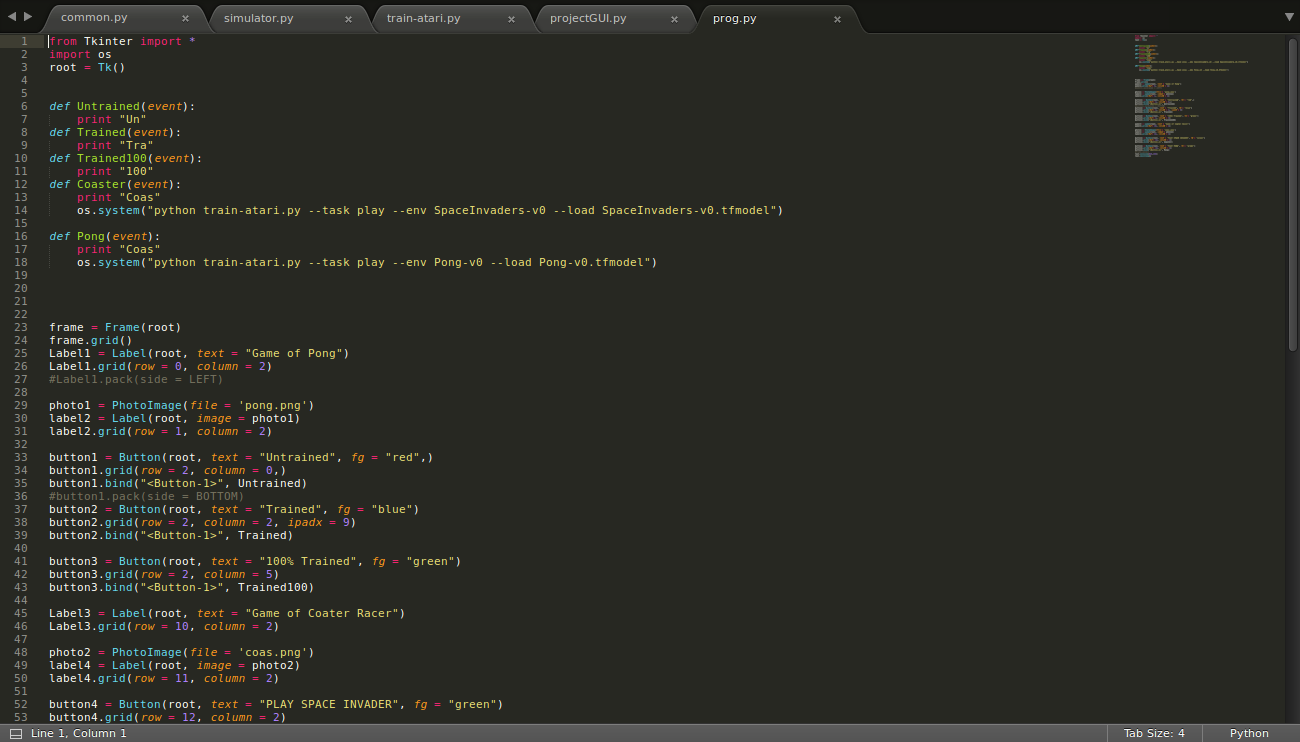 common.py × simulator.py × train-atari.py × projectGUI.py × prog.py ×
1 from Tkinter import *
2 import os
3 root = Tk()
4
5
6 def Untrained(event):
7     print "Un"
8 def Trained(event):
9     print "Tra"
10 def Trained100(event):
11     print "100"
12 def Coaster(event):
13     print "Coas"
14     os.system("python train-atari.py --task play --env SpaceInvaders-v0 --load SpaceInvaders-v0.tfmodel")
15
16 def Pong(event):
17     print "Coas"
18     os.system("python train-atari.py --task play --env Pong-v0 --load Pong-v0.tfmodel")
19
20
21
22
23 frame = Frame(root)
24 frame.grid()
25 Label1 = Label(root, text = "Game of Pong")
26 Label1.grid(row = 0, column = 2)
27 #Label1.pack(side = LEFT)
28
29 photo1 = PhotoImage(file = 'pong.png')
30 label2 = Label(root, image = photo1)
31 label2.grid(row = 1, column = 2)
32
33 button1 = Button(root, text = "Untrained", fg = "red",)
34 button1.grid(row = 2, column = 0,)
35 button1.bind("<Button-1>", Untrained)
36 #button1.pack(side = BOTTOM)
37 button2 = Button(root, text = "Trained", fg = "blue")
38 button2.grid(row = 2, column = 2, ipadx = 9)
39 button2.bind("<Button-1>", Trained)
40
41 button3 = Button(root, text = "100% Trained", fg = "green")
42 button3.grid(row = 2, column = 5)
43 button3.bind("<Button-1>", Trained100)
44
45 Label3 = Label(root, text = "Game of Coater Racer")
46 Label3.grid(row = 10, column = 2)
47
48 photo2 = PhotoImage(file = 'coas.png')
49 label4 = Label(root, image = photo2)
50 label4.grid(row = 11, column = 2)
51
52 button4 = Button(root, text = "PLAY SPACE INVADER", fg = "green")
53 button4.grid(row = 12, column = 2)
Line 1, Column 1 Tab Size: 4 Python